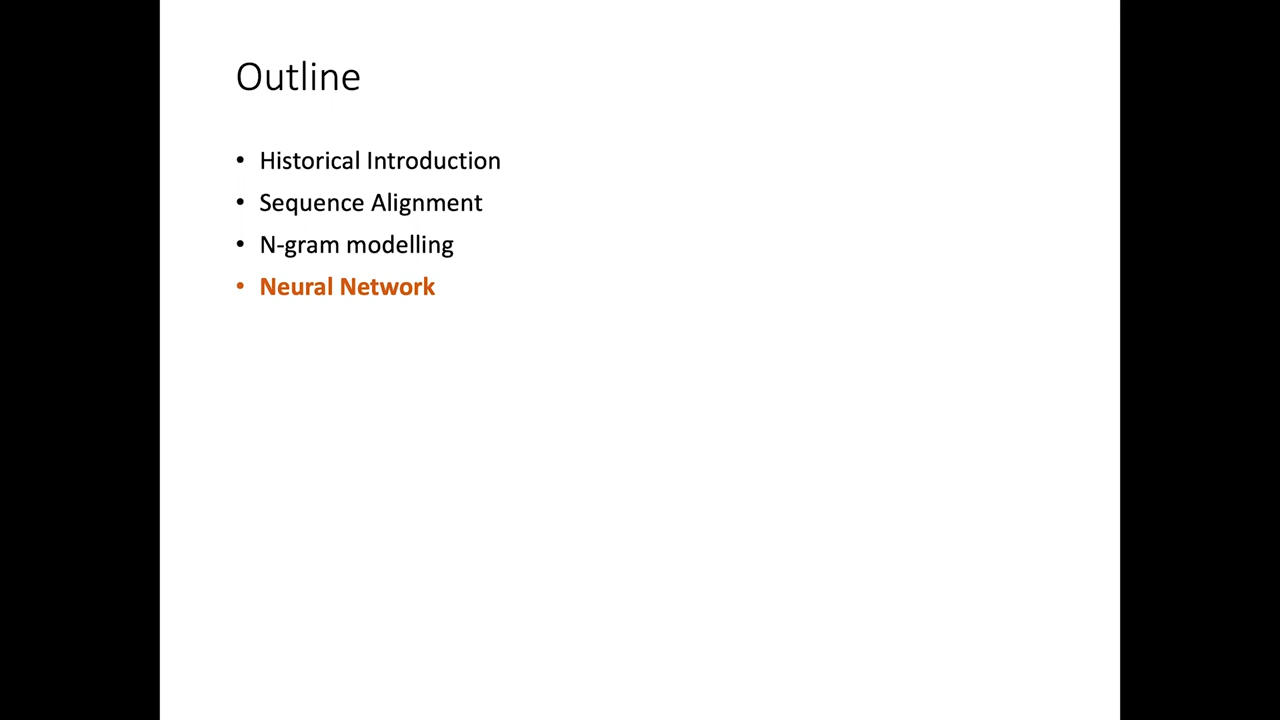 Outline
• Historical Introduction
• Sequence Alignment
• N-gram modelling
• Neural Network